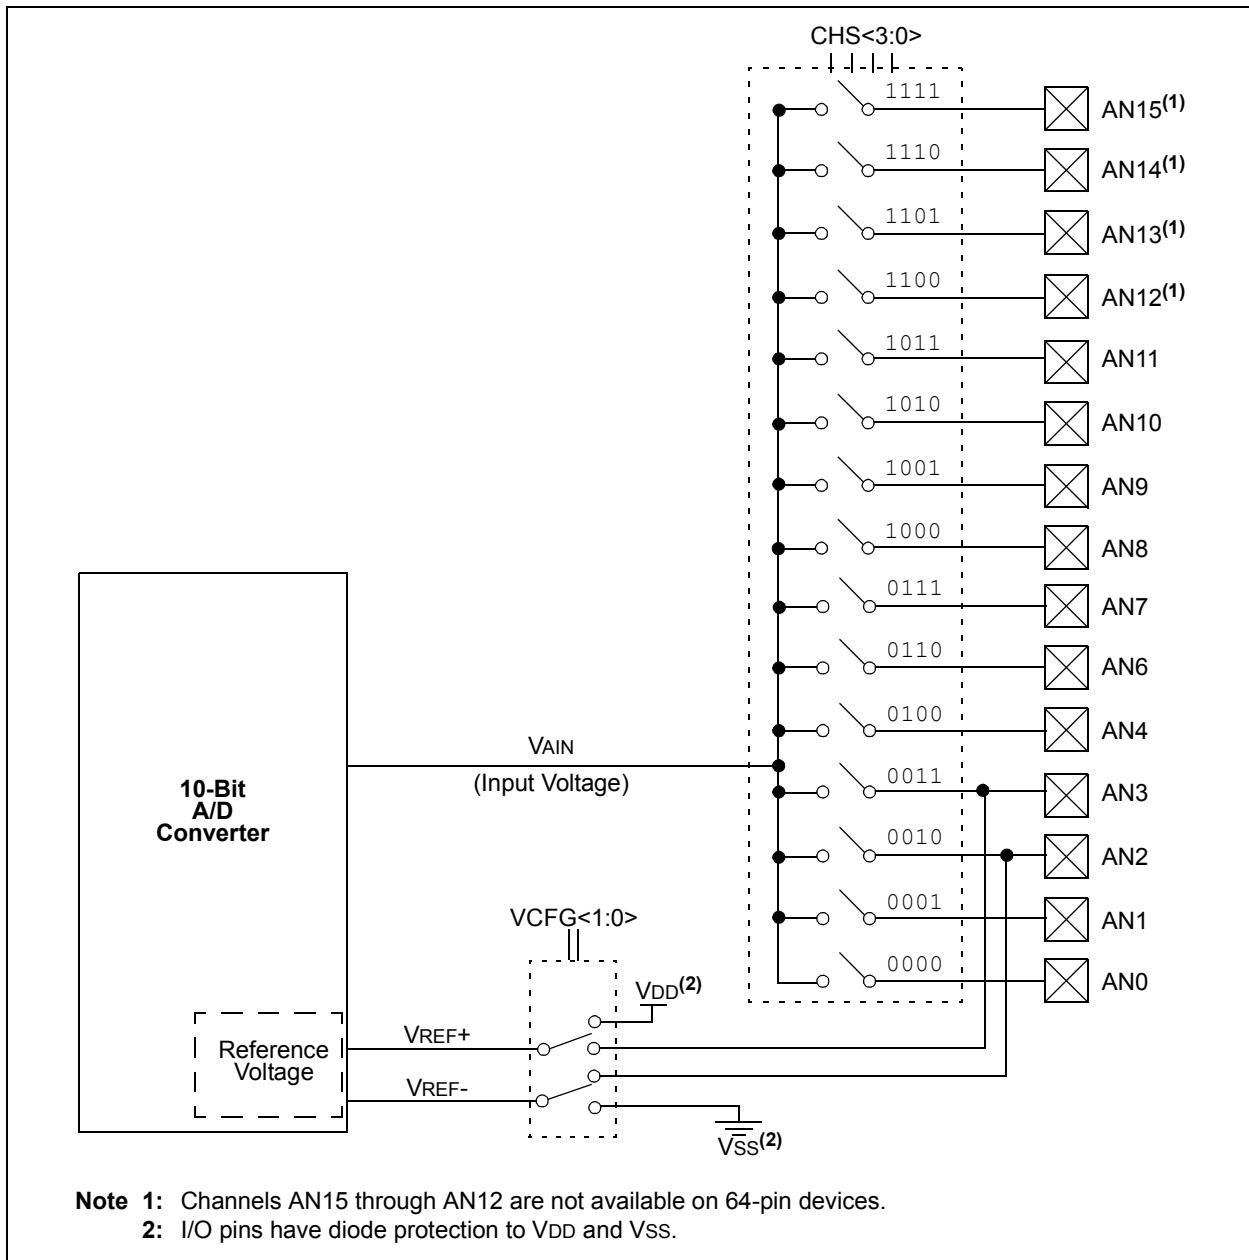 CHS<3:0>
1111
AN15(1)
1110
AN14(1)
1101
AN13(1)
1100
AN12(1)
1011
AN11
1010
AN10
1001
AN9
1000
AN8
0111
AN7
0110
AN6
0100
AN4
VAIN
(Input Voltage)
10-Bit
A/D
Converter
0011
AN3
0010
AN2
0001
AN1
0000
AN0
VCFG<1:0>
VDD(2)
Reference
Voltage
VREF+
VREF-
VSS(2)
Note 1: Channels AN15 through AN12 are not available on 64-pin devices.
2: I/O pins have diode protection to VDD and VSS.